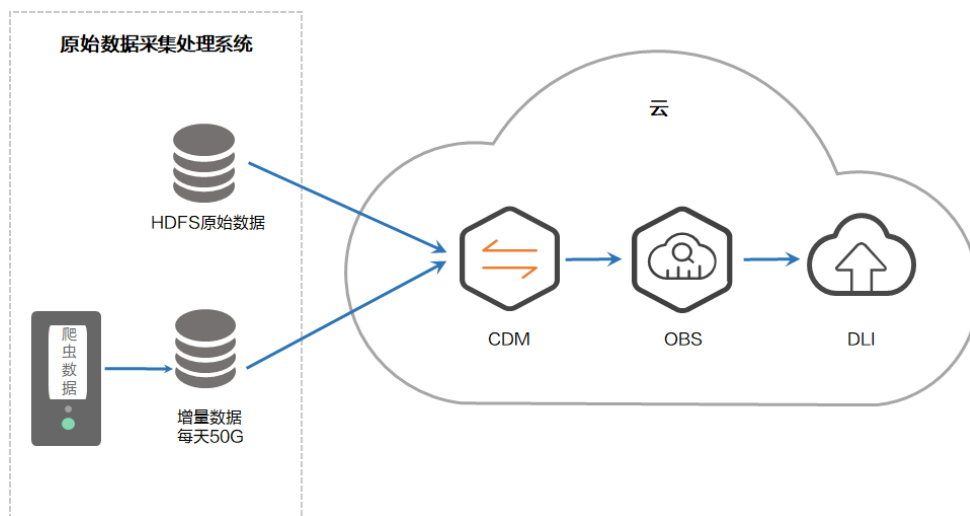 原始数据采集处理系统
云
HDFS原始数据
爬虫数据
增量数据
每天50G
CDM
OBS
DLI